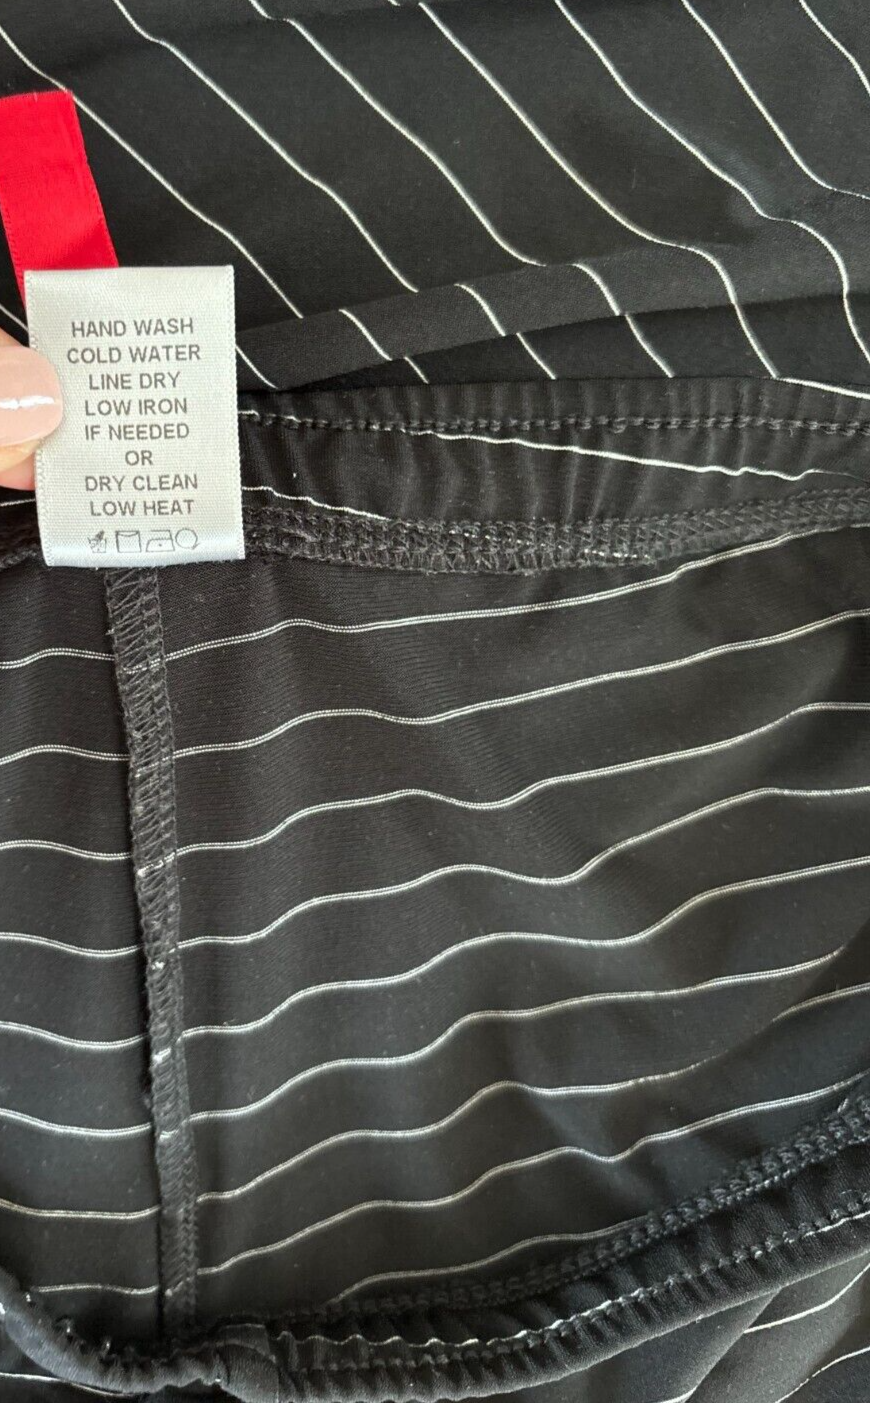 HAND WASH
COLD WATER
LINE DRY
LOW IRON
IF NEEDED
OR
DRY CLEAN
LOW HEAT